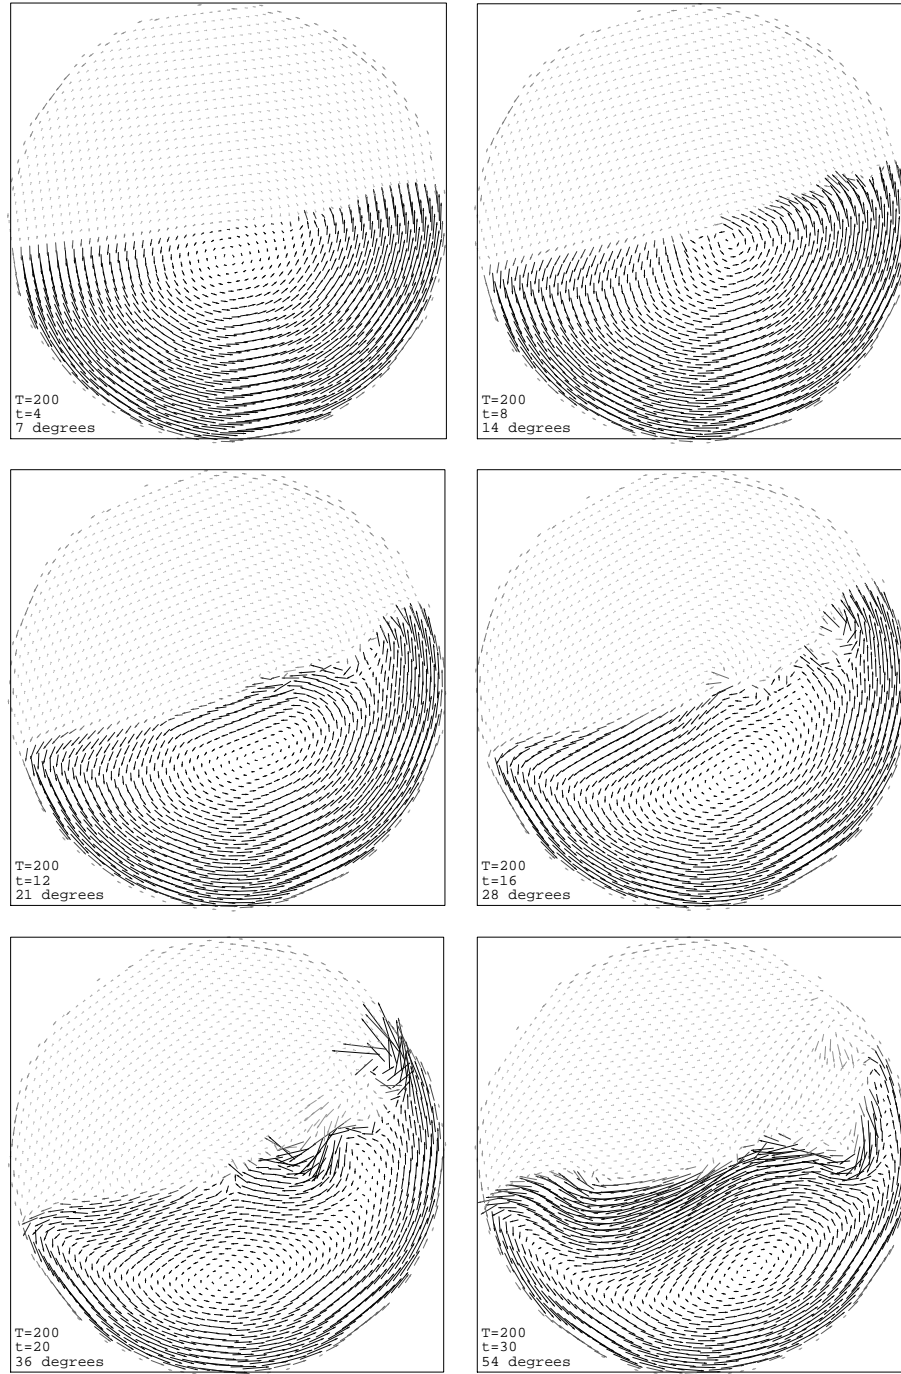 T=200
t=4
7 degrees
T=200
t=8
14 degrees
T=200
t=12
21 degrees
T=200
t=16
28 degrees
T=200
t=20
36 degrees
T=200
t=30
54 degrees